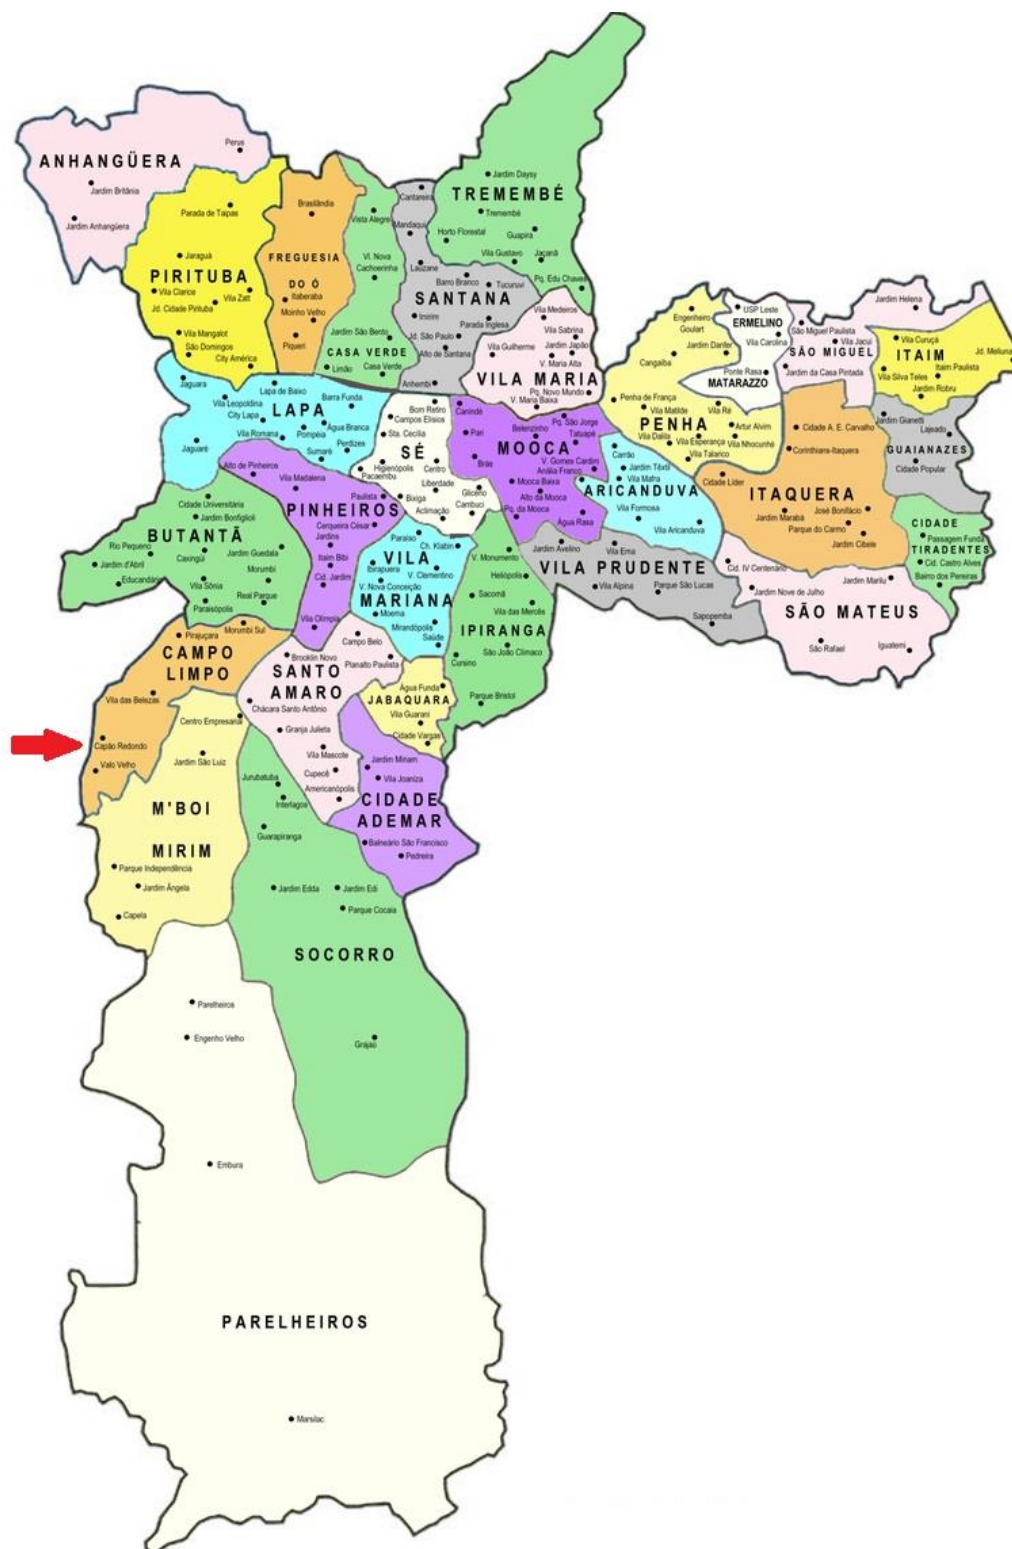 Perus
ANHANGÜERA
Jardim Britânia
Jardim Anhangüera
Parada de Taipas
Jaraguá
PIRITUBA
Vila Clarice
Vila Zatt
Jd. Cidade Pirituba
Vila Mangalot
São Domingos
City América
Brasilândia
FREGUESIA
DO Ó
Itaberaba
Moinho Velho
Piqueri
Vista Alegre
Vl. Nova
Cachoerinha
Jardim São Bento
CASA VERDE
Limão
Casa Verde
Cantareira
Mandaqui
Lauzane
Barro Branco
Tucuruvi
SANTANA
Imirim
Parada Inglesa
Jd. São Paulo
Alto de Santana
Anhembi
Jardim Daysy
TREMEMBÉ
Tremembé
Horto Florestal
Guapira
Vila Gustavo
Jaçanã
Pq. Edu Chaves
Vila Medeiros
Vila Sabrina
Jardim Japão
Vila Guilherme
V. Maria Alta
VILA MARIA
Pq. Novo Mundo
V. Maria Baixa
Engenheiro
Goulart
Jardim Danfer
Cangaíba
Penha de França
Vila Ré
Vila Matilde
PENHA
Artur Alvim
Vila Dalila
Vila Esperança
Vila Nhocunhé
Vila Talarico
USP Leste
ERMELINO
Vila Carolina
Ponte Rasa
MATARAZZO
Jardim Helena
São Miguel Paulista
Vila Jacui
SÃO MIGUEL
Jardim da Casa Pintada
Vila Curuçá
ITAIM
Itaim Paulista
Vila Silva Teles
Jardim Robru
Jardim Gianetti
Lajeado
GUAIANAZES
Cidade Popular
Cidade A. E. Carvalho
Corinthians-Itaquera
Cidade Líder
ITAQUERA
José Bonifácio
Jardim Marabá
Parque do Carmo
Jardim Cibele
CIDADE
Passagem Funda
TIRADENTES
Cid. Castro Alves
Bairro dos Pereiras
Cid. IV Centenário
Jardim Marilu
Jardim Nove de Julho
SÃO MATEUS
São Rafael
Iguatemi
Jaguara
Lapa de Baixo
Vila Leopoldina
Barra Funda
LAPA
City Lapa
Água Branca
Vila Romana
Pompéia
Jaguaré
Perdizes
Sumaré
Bom Retiro
Campos Elísios
Sta. Cecília
SÉ
Higienópolis
Centro
Pacaembu
Liberdade
Glicério
Bixiga
Cambuci
Aclimação
Canindé
Pq. São Jorge
Belenzinho
Pari
Tatuapé
MOOCA
Brás
V. Gomes Cardim
Anália Franco
Mooca Baixa
Alto da Mooca
Pq. da Mooca
Água Rasa
Carrão
Jardim Têxtil
Vila Mafra
ARICANDUVA
Vila Formosa
Vila Aricanduva
Jardim Avelino
Vila Ema
VILA PRUDENTE
Vila Alpina
Parque São Lucas
Sapopemba
Alto de Pinheiros
Vila Madalena
Paulista
PINHEIROS
Cerqueira César
Jardins
Itaim Bibi
Cid. Jardim
Vila Olímpia
Cidade Universitária
Jardim Bonfiglioli
BUTANTÃ
Rio Pequeno
Caxingui
Jardim Guedala
Jardim d'Abril
Educandário
Vila Sônia
Morumbi
Paraisópolis
Real Parque
Paraíso
Ch. Klabin
VILA
Ibirapuera
V. Clementino
V. Nova Conceição
MARIANA
Moema
Mirandópolis
Saúde
V. Monumento
Heliópolis
Sacomã
Vila das Mercês
IPIRANGA
São João Clímaco
Cursino
Parque Bristol
Morumbi Sul
Pirajuçara
CAMPO
LIMPO
Vila das Belezas
Capão Redondo
Valo Velho
Campo Belo
Brooklin Novo
Planalto Paulista
SANTO
AMARO
Chácara Santo Antônio
Granja Julieta
Vila Mascote
Cupecê
Americanópolis
Água Funda
JABAQUARA
Vila Guarani
Cidade Vargas
Centro Empresarial
Jardim São Luiz
M'BOI
MIRIM
Parque Independência
Jardim Ângela
Capela
Jardim Miriam
Vila Joaniza
CIDADE
ADEMAR
Balneário São Francisco
Pedreira
Jurubatuba
Interlagos
Guarapiranga
Jardim Edda
Jardim Edi
Parque Cocaia
SOCORRO
Grajaú
Parelheiros
Engenho Velho
Embura
PARELHEIROS
Marsilac